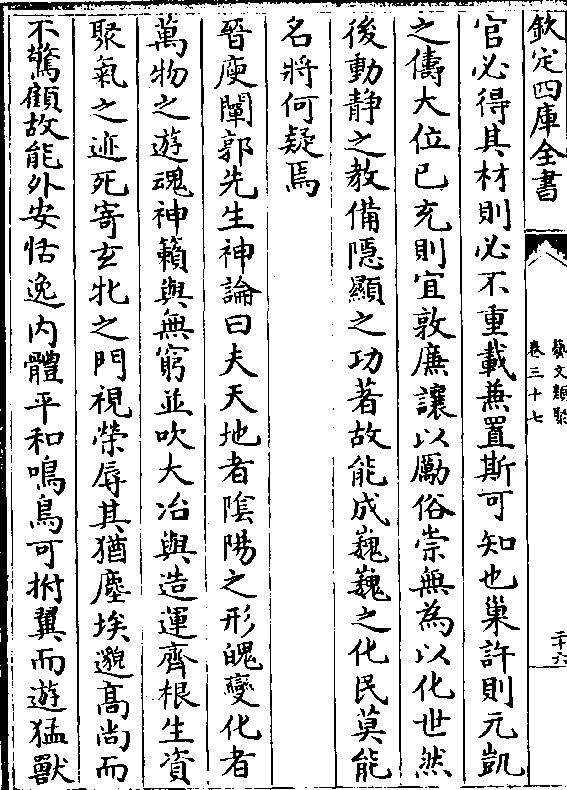 欽定四庫全書
藝文類聚
卷三十七
二十六
官必得其材則必不重載兼置斯可知也巢許則元凱
之儔大位已充則宜敦廉讓以勵俗崇無為以化世然
後動静之教備隱顯之功著故能成巍巍之化民莫能
名將何疑焉
晉庾闡郭先生神論曰夫天地者隂陽之形魄變化者
萬物之遊魂神籟與無窮並吹大冶與造運齊根生資
聚氣之迹死寄玄牝之門視榮辱其猶塵埃邈髙尚而
不驚顧故能外安恬逸内體平和鳴鳥可拊翼而遊猛獸